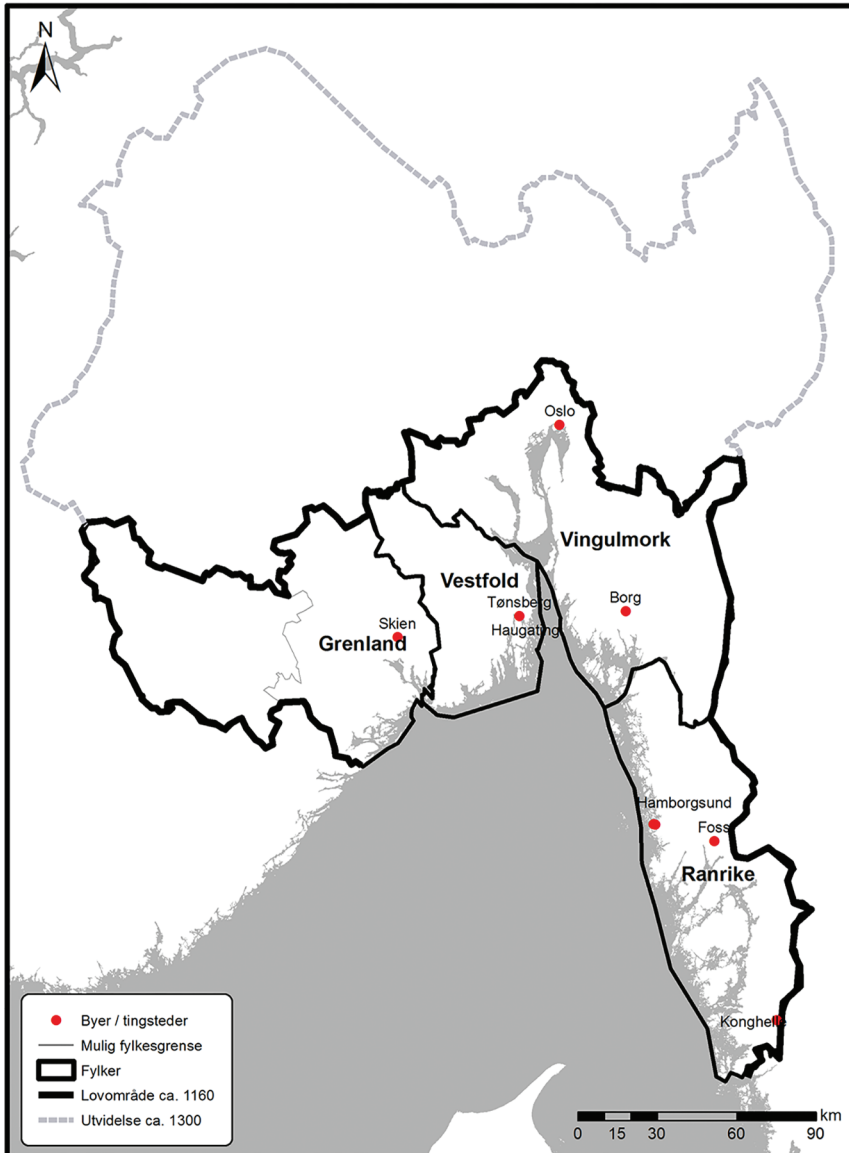 N
Oslo
Vingulmork
Vestfold
Borg
Tønsberg
Skien
Haugating
Grenland
Hamborgsund
Foss
Ranrike
Konghelle
Byer / tingsteder
Mulig fylkesgrense
Fylker
Lovområde ca. 1160
Utvidelse ca. 1300
km
0 15 30 60 90